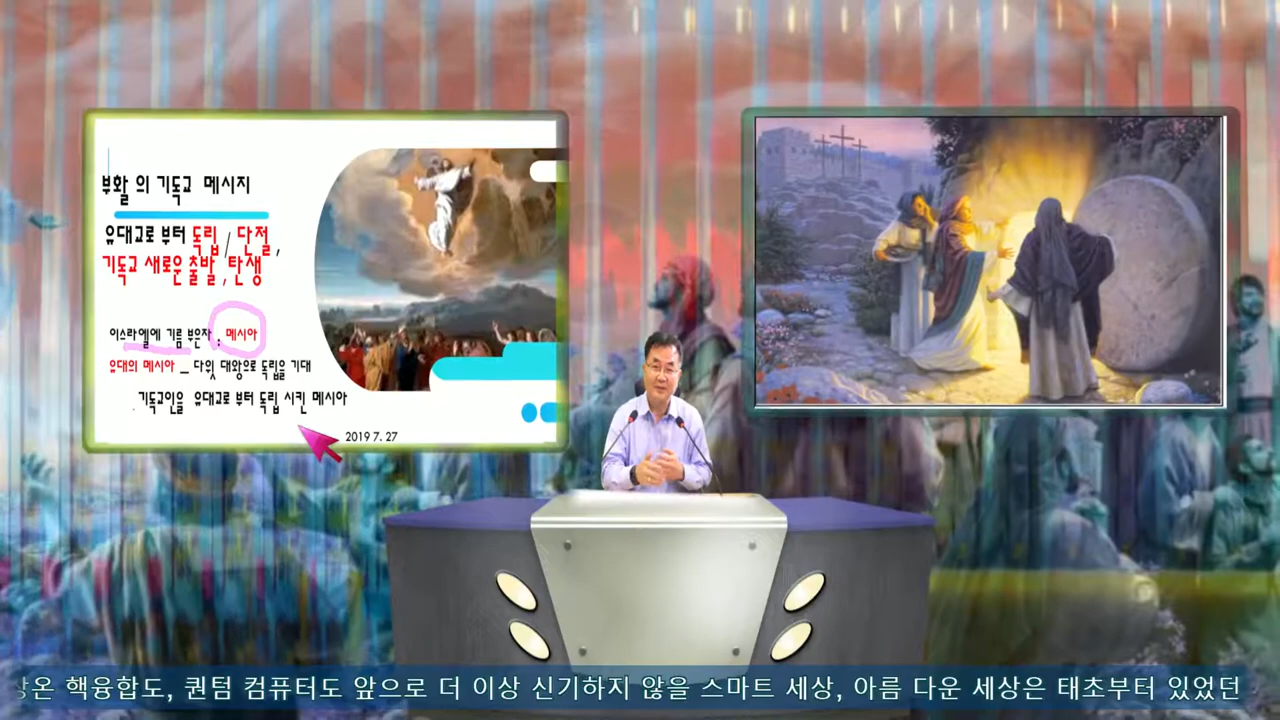 부활 의 기독교 메시지
유대교로 부터 독립 / 단절,
기독교 새로운 출발 , 탄생
이스라엘에 기름 부은자 , 메시아
유대의 메시아 – 다윗 대왕으로 독립을 기대
기독교인을 유대교로 부터 독립 시킨 메시아
2019 7. 27
온 핵융합도, 퀀텀 컴퓨터도 앞으로 더 이상 신기하지 않을 스마트 세상, 아름 다운 세상은 태초부터 있었던